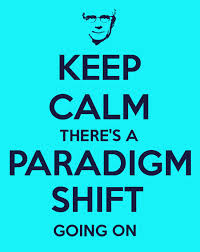 KEEP
CALM
THERE'S A
PARADIGM
SHIFT
GOING ON